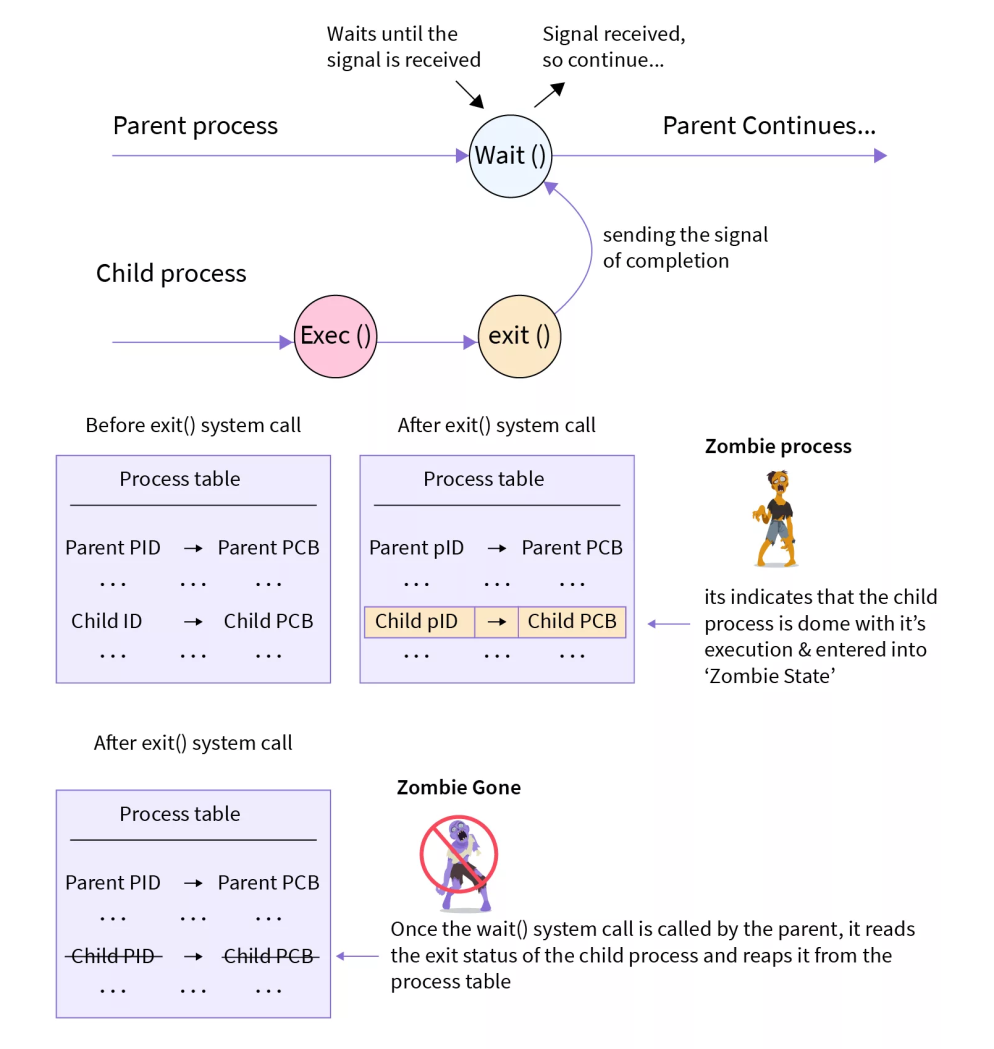 Waits until the
signal is received
Signal received,
so continue...
Parent process
Wait ()
Parent Continues...
sending the signal
of completion
Child process
Exec ()
exit ()
Before exit() system call
Process table
Parent PID → Parent PCB
... ... ...
Child ID → Child PCB
... ... ...
After exit() system call
Process table
Parent pID → Parent PCB
... ... ...
Child pID → Child PCB
... ... ...
Zombie process
its indicates that the child
process is dome with it’s
execution & entered into
‘Zombie State’
After exit() system call
Process table
Parent PID → Parent PCB
... ... ...
Child PID → Child PCB
... ... ...
Zombie Gone
Once the wait() system call is called by the parent, it reads
the exit status of the child process and reaps it from the
process table